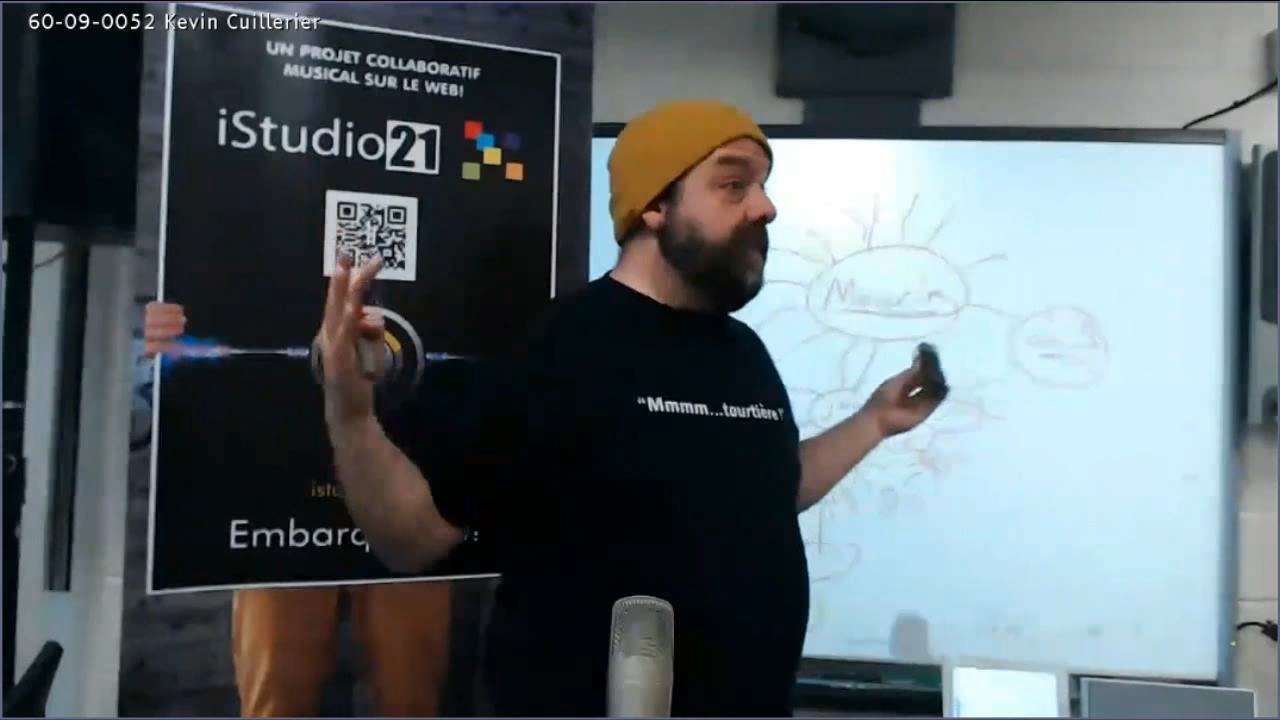 60-09-0052 Kevin Cuillerier
UN PROJET COLLABORATIF
MUSICAL SUR LE WEB!
iStudio21
"Mmmm...tourtière!"